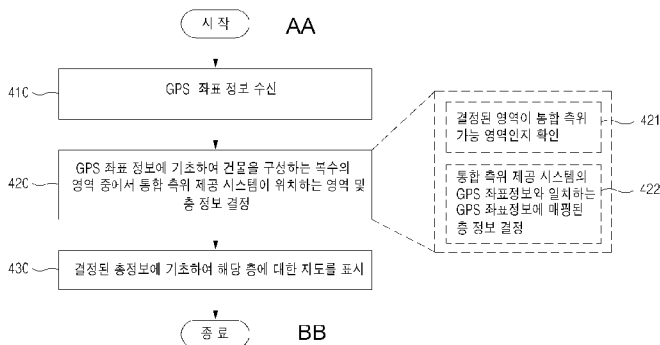 시 작
AA
410
GPS 좌표 정보 수신
420
GPS 좌표 정보에 기초하여 건물을 구성하는 복수의
영역 중에서 통합 측위 제공 시스템이 위치하는 영역 및
층 정보 결정
결정된 영역이 통합 측위
가능 영역인지 확인
421
통합 측위 제공 시스템의
GPS 좌표정보와 일치하는
GPS 좌표정보에 매핑된
층 정보 결정
422
430
결정된 층정보에 기초하여 해당 층에 대한 지도를 표시
종 료
BB